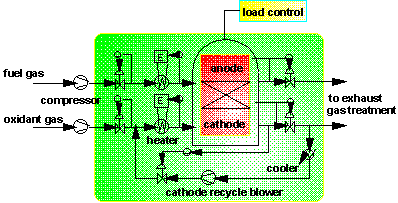 load control
E
fuel gas
anode
compressor
E
to exhaust
gas treatment
oxidant gas
cathode
heater
cooler
cathode recycle blower